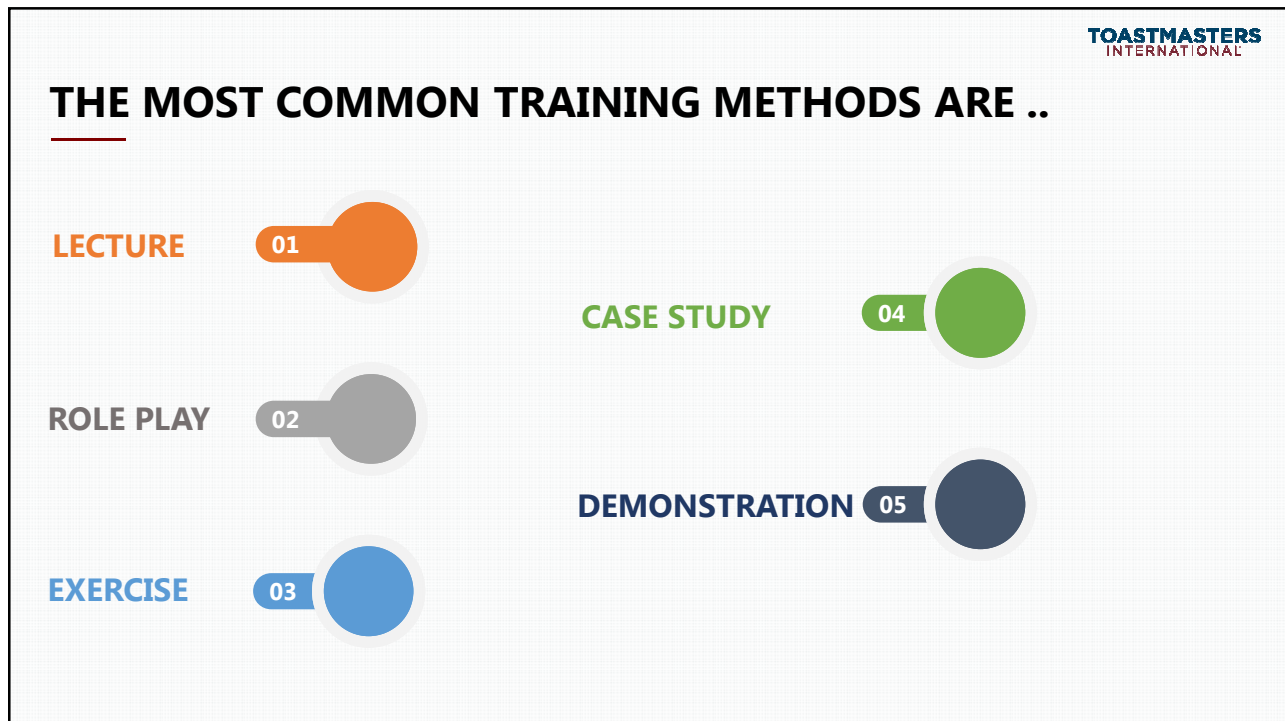 TOASTMASTERS
INTERNATIONAL
THE MOST COMMON TRAINING METHODS ARE ..
LECTURE 01
ROLE PLAY 02
EXERCISE 03
CASE STUDY 04
DEMONSTRATION 05